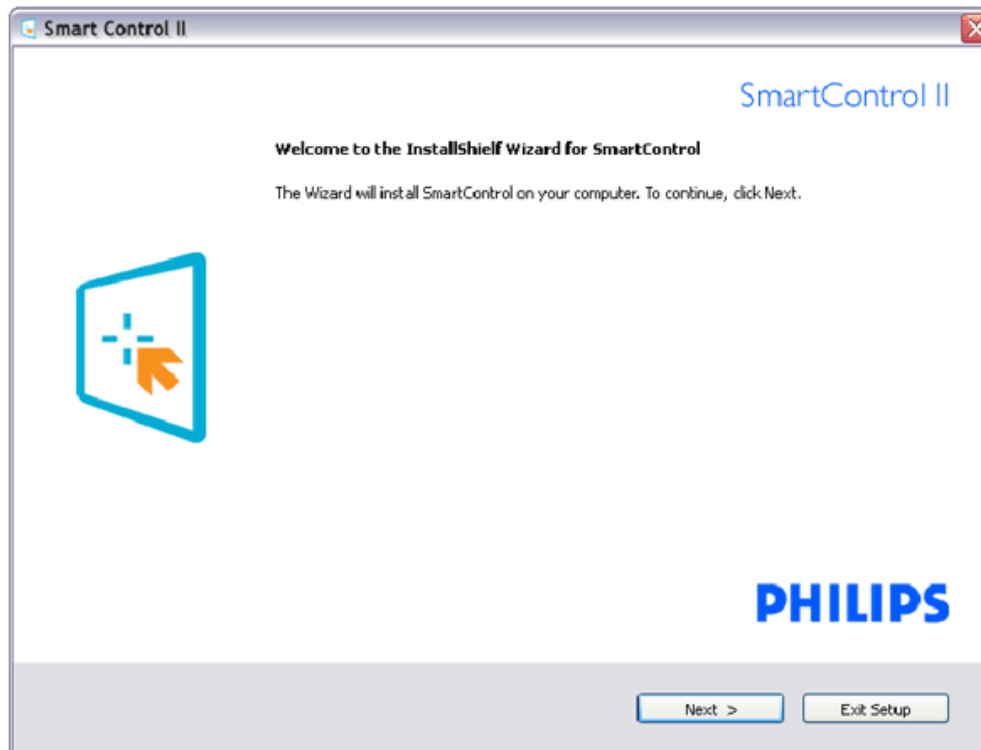 Smart Control II
SmartControl II
Welcome to the InstallShielf Wizard for SmartControl
The Wizard will install SmartControl on your computer. To continue, click Next.
PHILIPS
Next >
Exit Setup